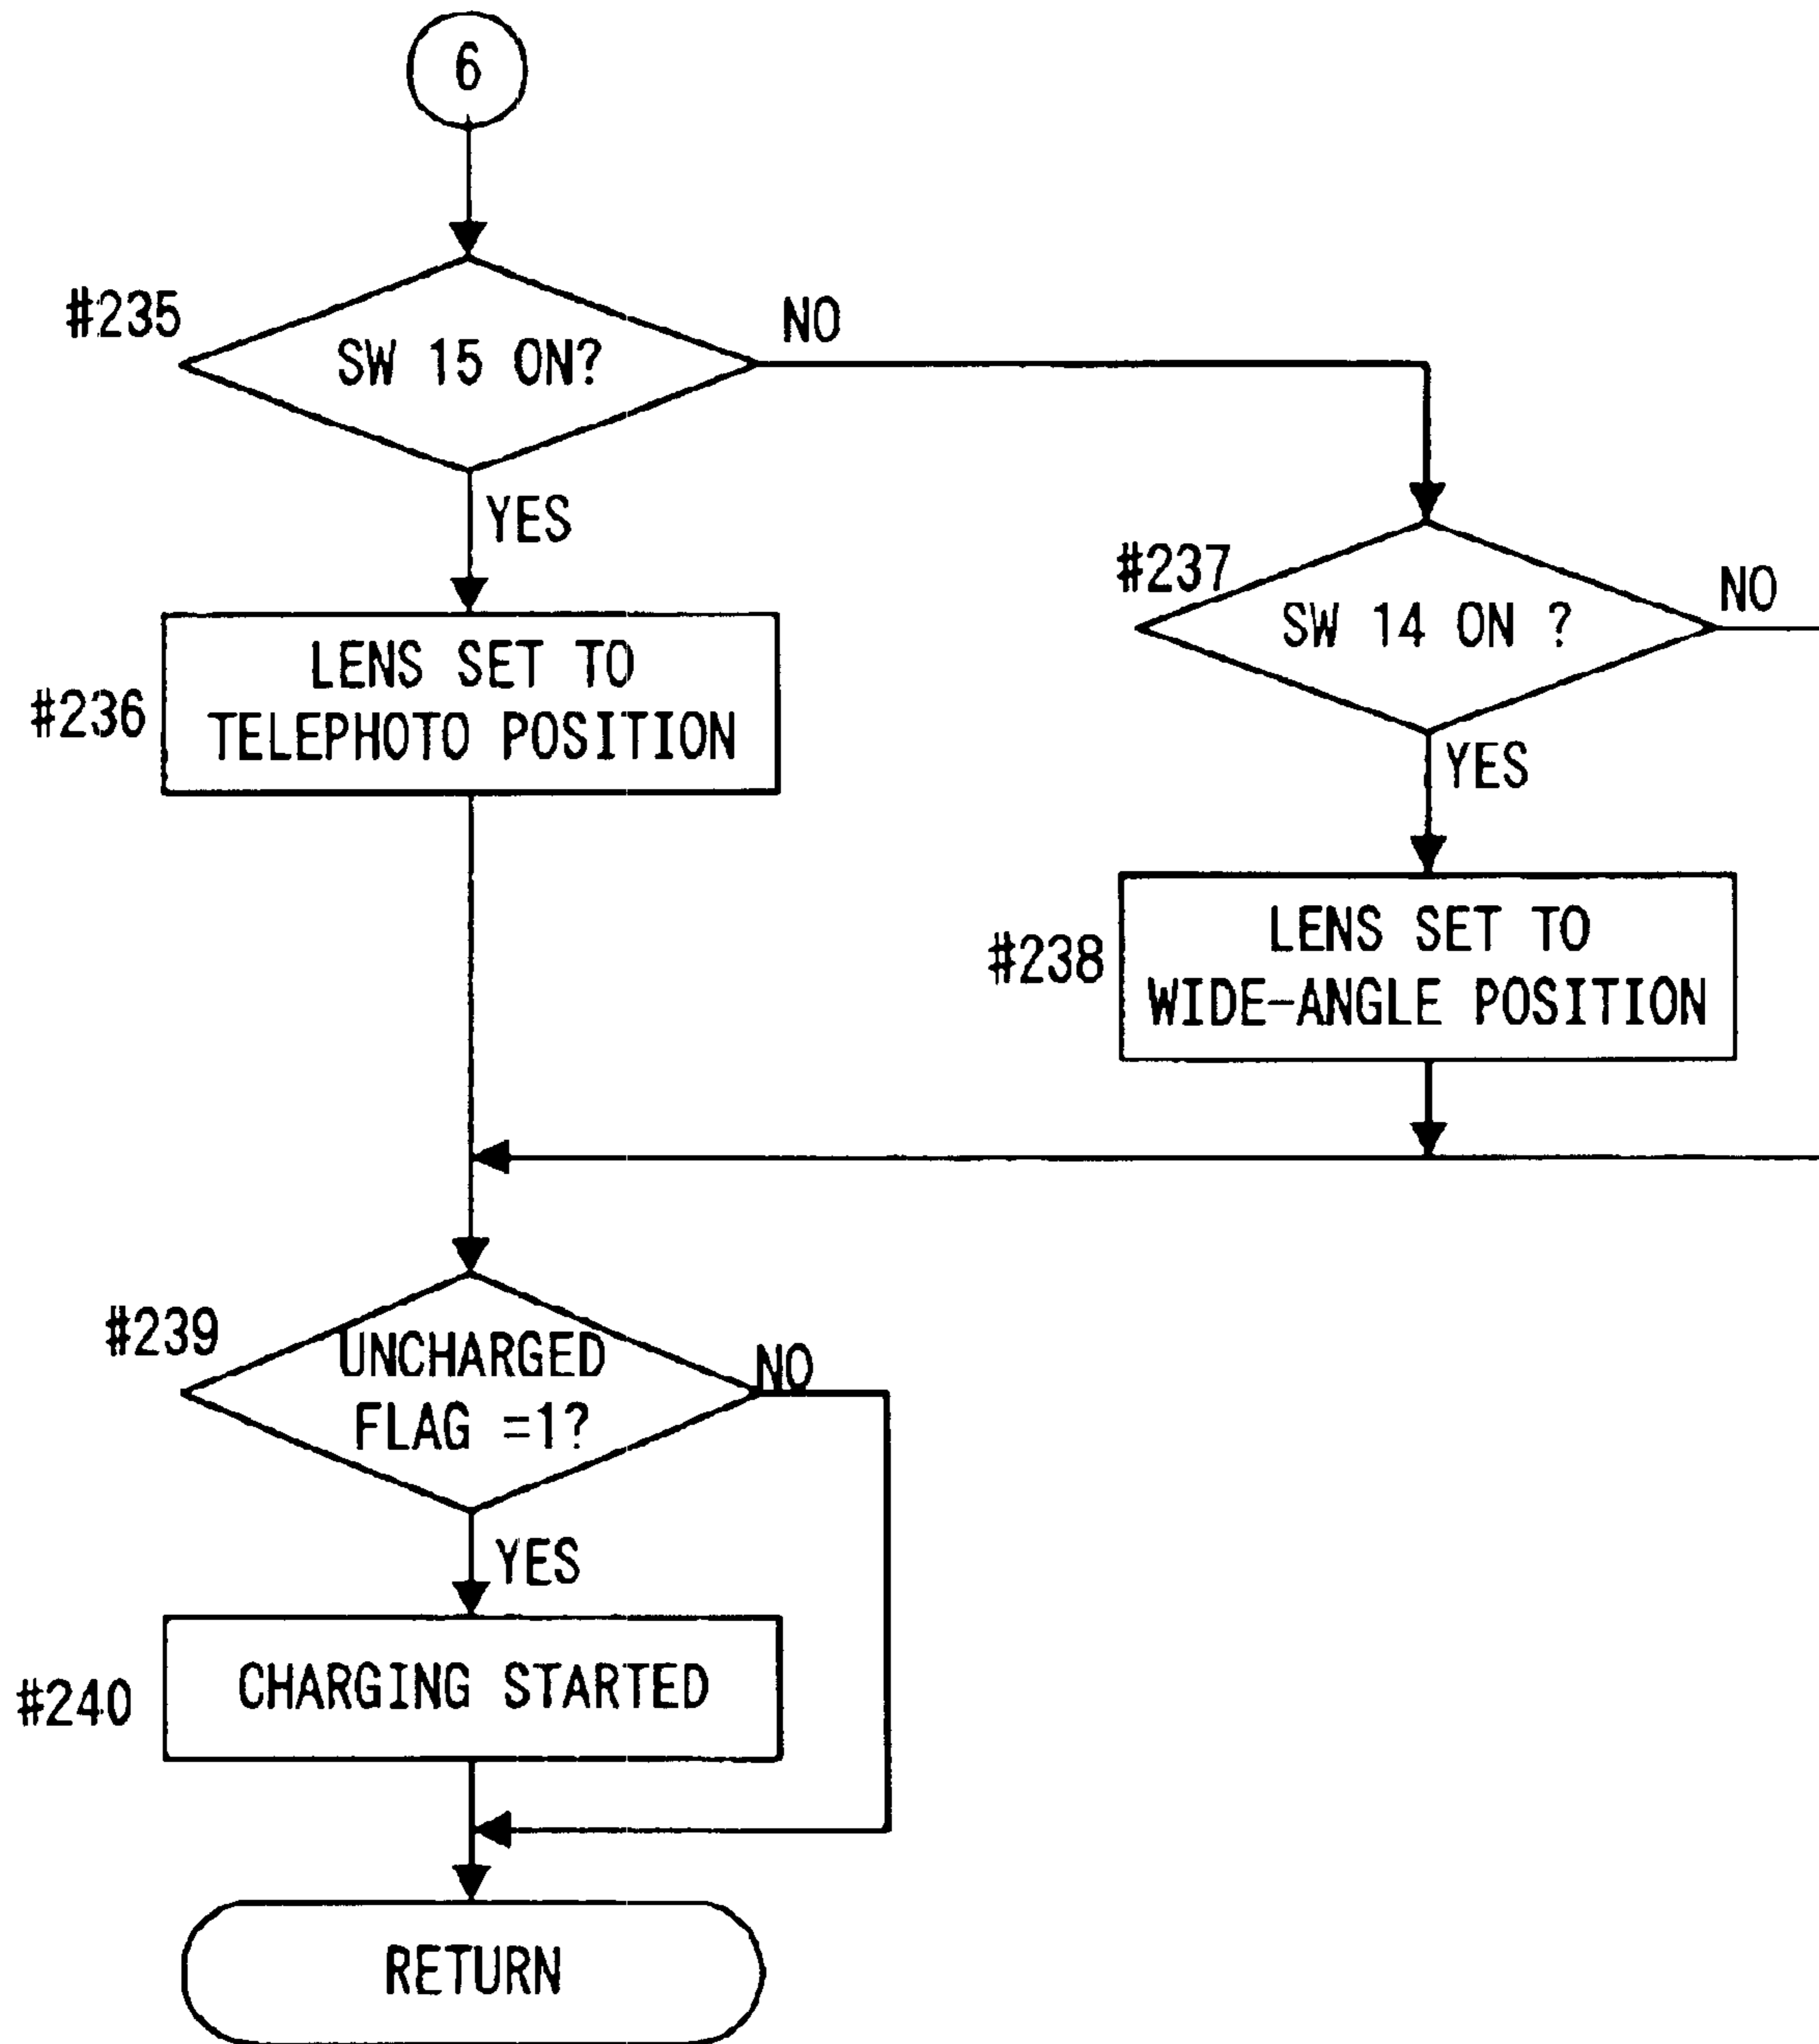 6
#235
SW 15 ON?
NO
YES
#236
LENS SET TO
TELEPHOTO POSITION
#237
SW 14 ON ?
NO
YES
#238
LENS SET TO
WIDE-ANGLE POSITION
#239
UNCHARGED
FLAG =1?
NO
YES
#240
CHARGING STARTED
RETURN